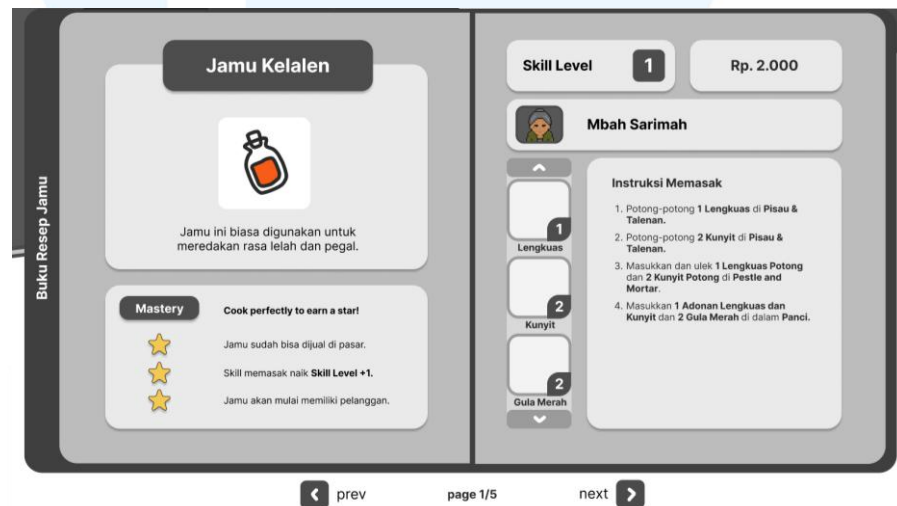 Buku Resep Jamu
Jamu Kelalen
Jamu ini biasa digunakan untuk
meredakan rasa lelah dan pegal.
Mastery
Cook perfectly to earn a star!
Jamu sudah bisa dijual di pasar.
Skill memasak naik Skill Level +1.
Jamu akan mulai memiliki pelanggan.
Skill Level 1
Rp. 2.000
Mbah Sarimah
1
Lengkuas
2
Kunyit
2
Gula Merah
Instruksi Memasak
1. Potong-potong 1 Lengkuas di Pisau &
Talenan.
2. Potong-potong 2 Kunyit di Pisau &
Talenan.
3. Masukkan dan ulek 1 Lengkuas Potong
dan 2 Kunyit Potong di Pestle and
Mortar.
4. Masukkan 1 Adonan Lengkuas dan
Kunyit dan 2 Gula Merah di dalam Panci.
prev
page 1/5
next